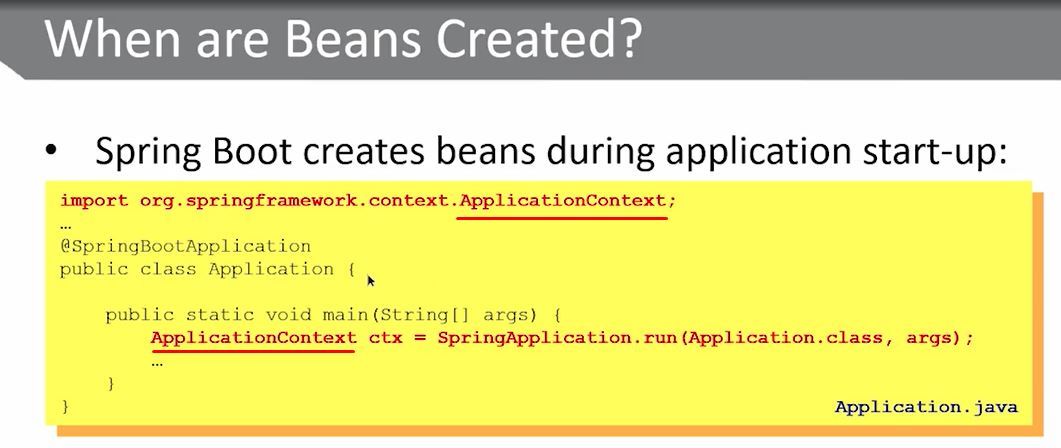 When are Beans Created?
• Spring Boot creates beans during application start-up:
import org.springframework.context.ApplicationContext;
…
@SpringBootApplication
public class Application {
public static void main(String[] args) {
ApplicationContext ctx = SpringApplication.run(Application.class, args);
…
}
}
Application.java